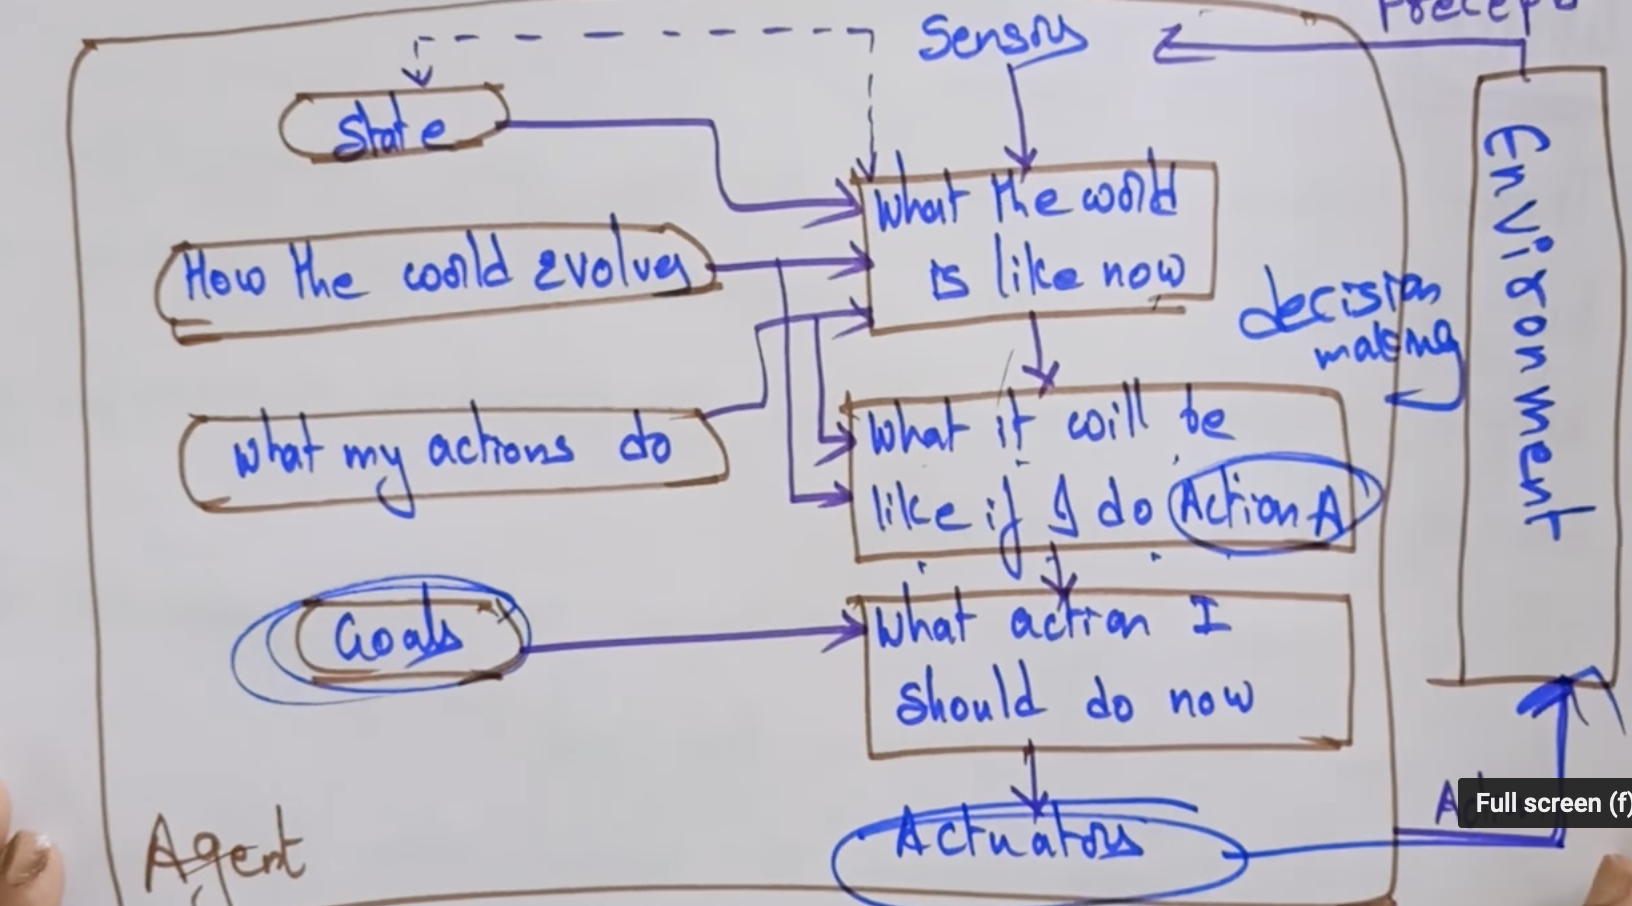 Sensors
State
What the world
is like now
How the world evolves
decision
making
Environment
What my actions do
What it will be
like if I do Action A
Goals
What action I
should do now
Actuators
Full screen (f)
Agent